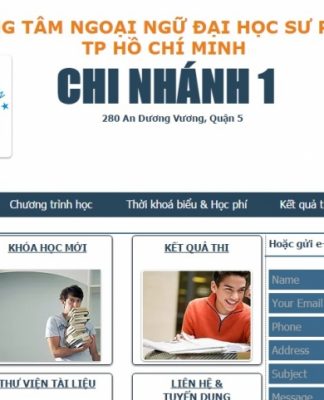 TÂM NGOẠI NGỮ ĐẠI HỌC SƯ
TP HỒ CHÍ MINH
CHI NHÁNH 1
280 An Dương Vương, Quận 5
Chương trình học Thời khoá biểu & Học phí Kết quả
KHÓA HỌC MỚI KẾT QUẢ THI Hoặc gửi e-
Name
Your Email
Phone
Address
Subject
Message
THƯ VIỆN TÀI LIỆU LIÊN HỆ &
TUYỂN DỤNG